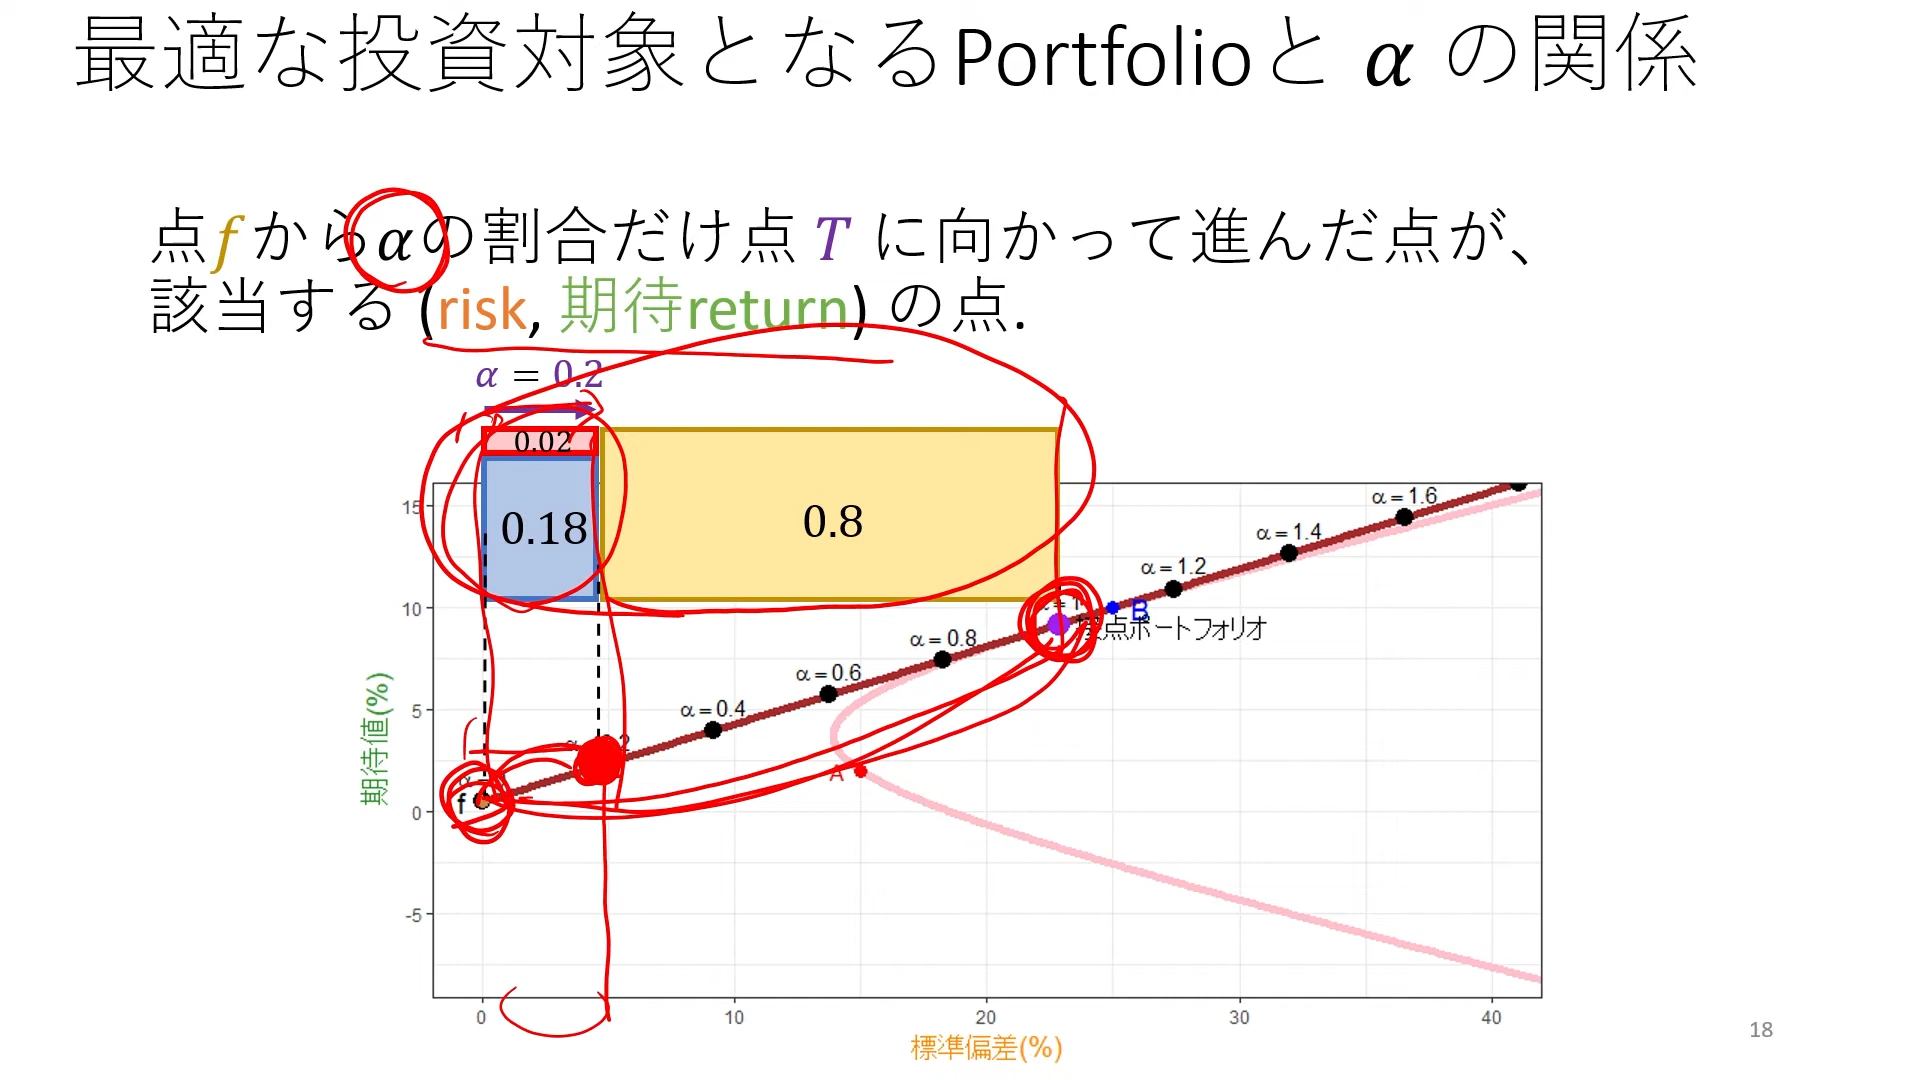 最適な投資対象となるPortfolioと α の関係
点fからαの割合だけ点 T に向かって進んだ点が、
該当する (risk, 期待return) の点.
α = 0.2
0.02
0.18
0.8
15
10
5
0
-5
期待値(%)
α = 1.6
α = 1.4
α = 1.2
B
ポートフォリオ
α = 0.8
α = 0.6
α = 0.4
A
f
0
10
20
30
40
標準偏差(%)
18